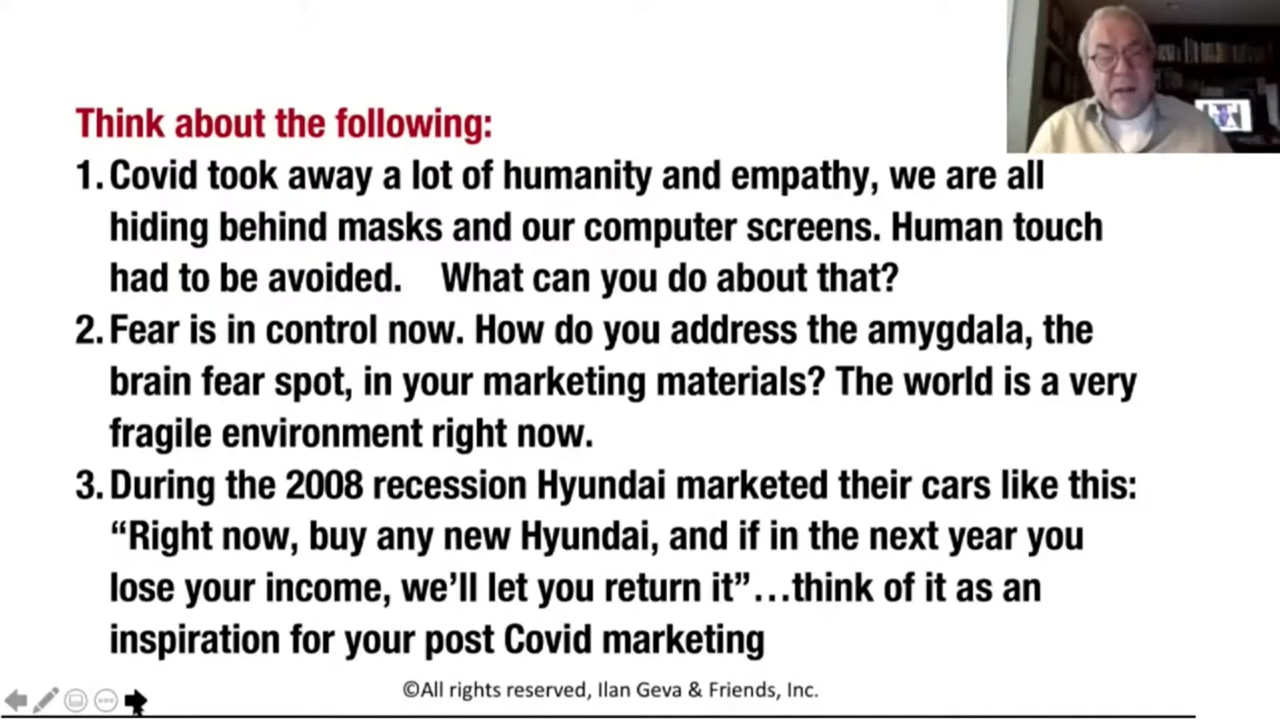 Think about the following:
1. Covid took away a lot of humanity and empathy, we are all
hiding behind masks and our computer screens. Human touch
had to be avoided. What can you do about that?
2. Fear is in control now. How do you address the amygdala, the
brain fear spot, in your marketing materials? The world is a very
fragile environment right now.
3. During the 2008 recession Hyundai marketed their cars like this:
“Right now, buy any new Hyundai, and if in the next year you
lose your income, we’ll let you return it”…think of it as an
inspiration for your post Covid marketing
©All rights reserved, Ilan Geva & Friends, Inc.